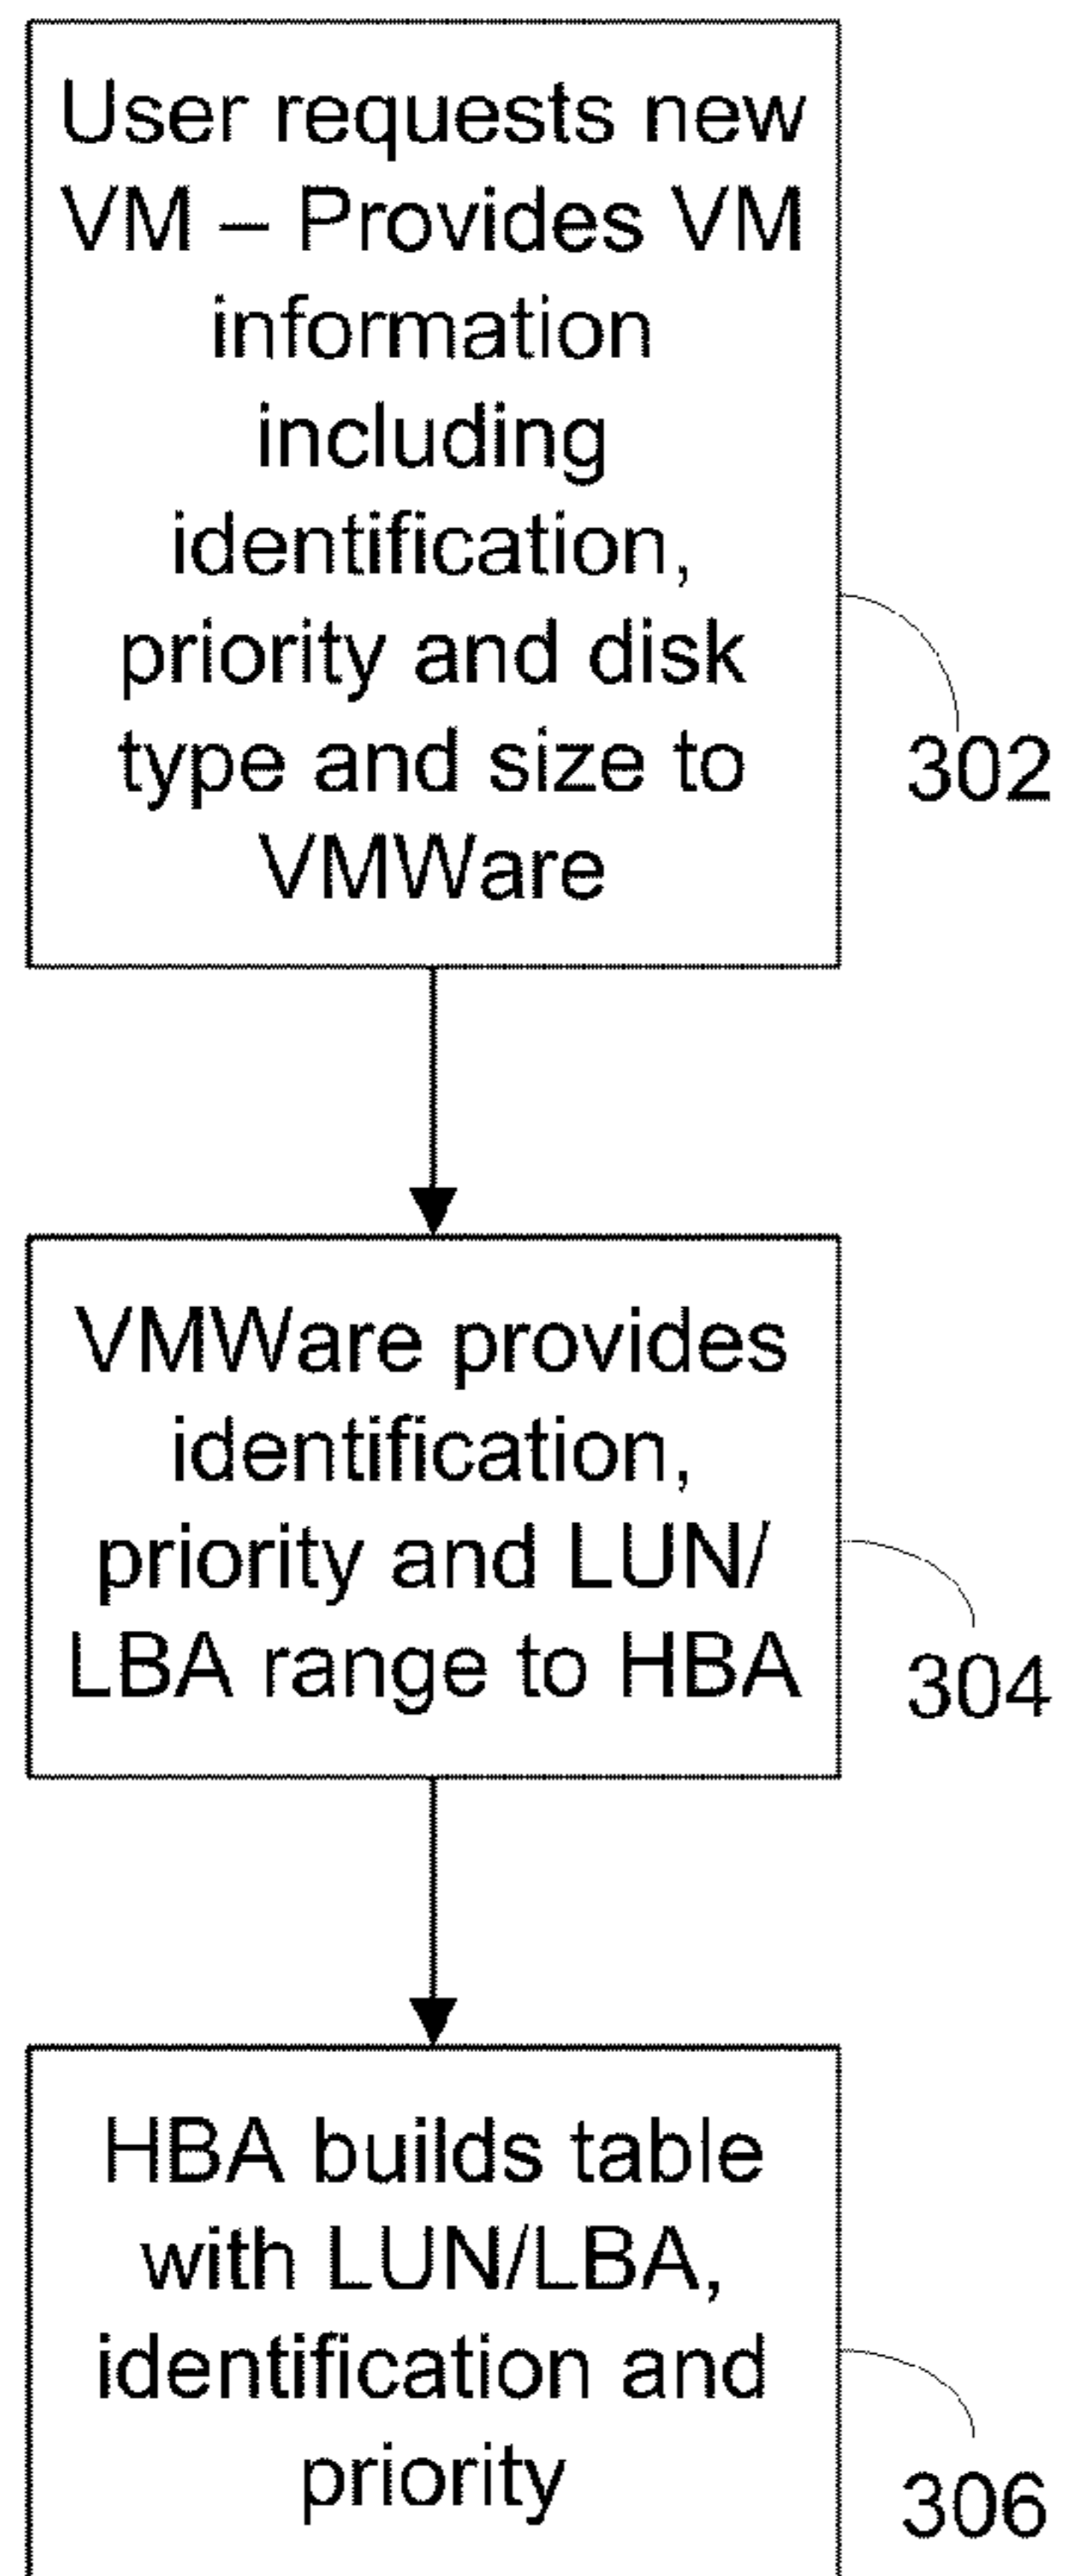 User requests new
VM – Provides VM
information
including
identification,
priority and disk
type and size to
VMWare
302
VMWare provides
identification,
priority and LUN/
LBA range to HBA
304
HBA builds table
with LUN/LBA,
identification and
priority
306